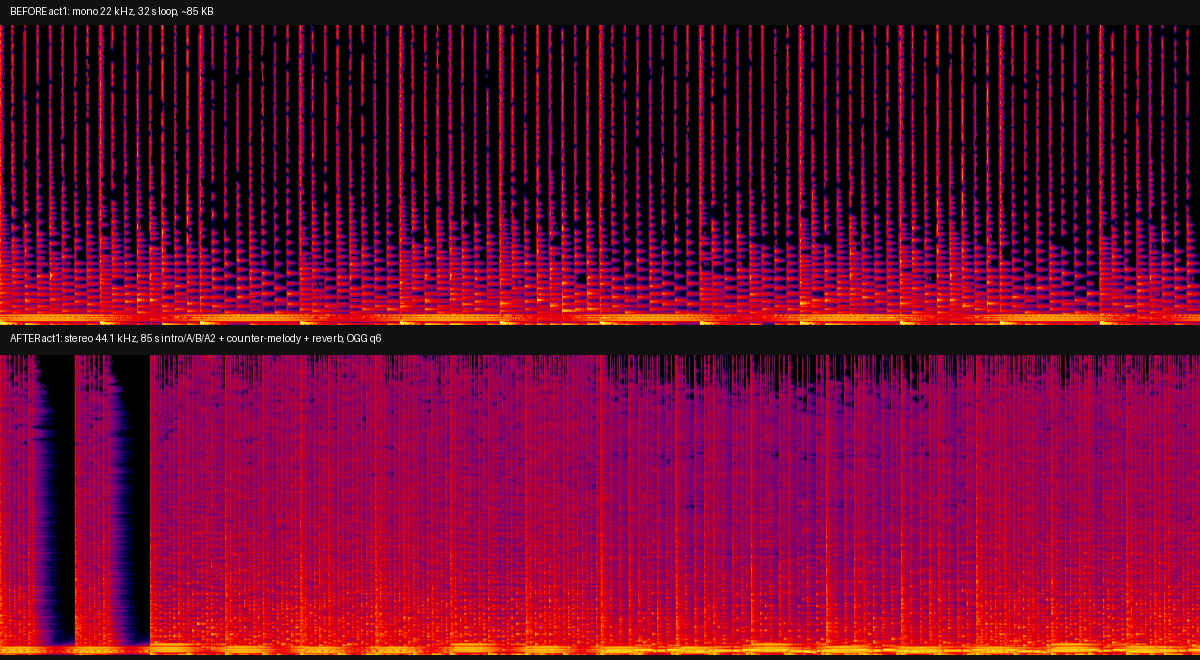 BEFORE act1: mono 22 kHz, 32 s loop, ~85 KB
AFTER act1: stereo 44.1 kHz, 85 s intro/A/B/A2 + counter-melody + reverb, OGG q6